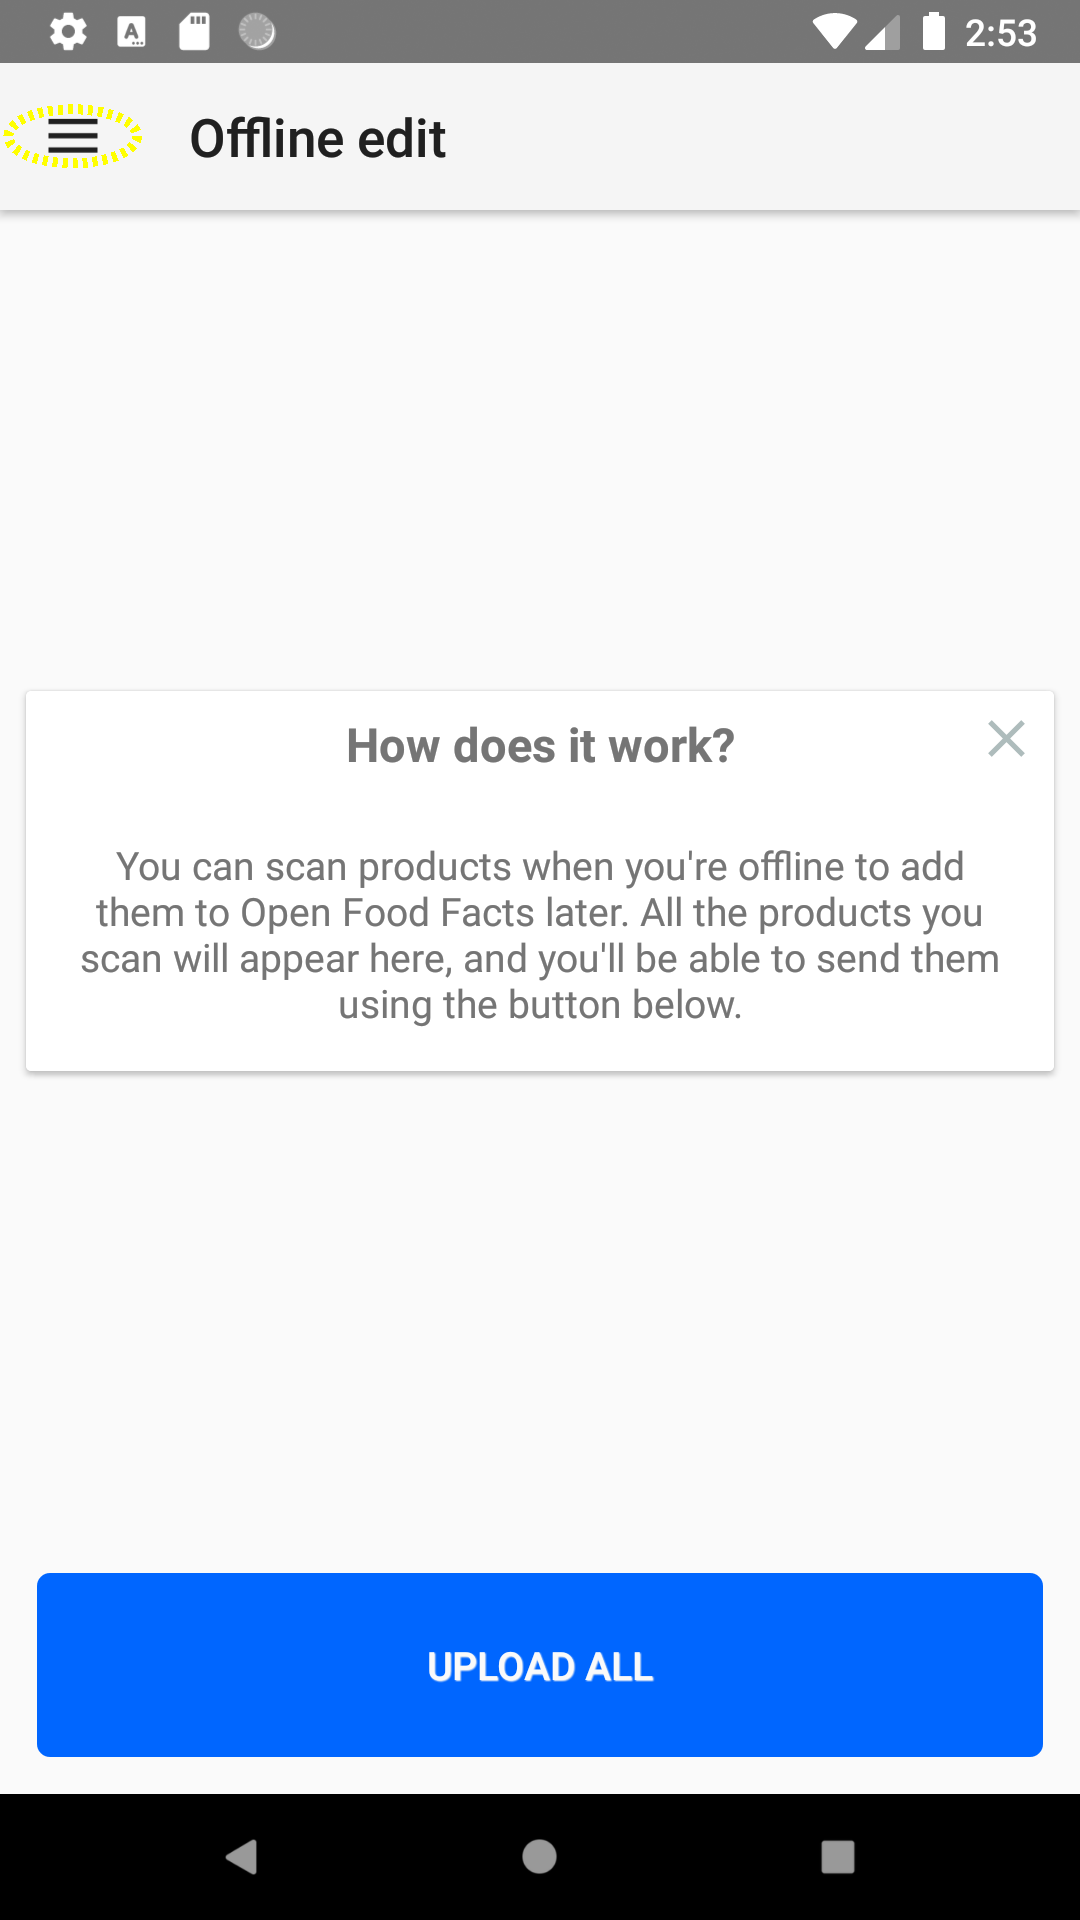 2:53
Offline edit
How does it work?
You can scan products when you're offline to add
them to Open Food Facts later. All the products you
scan will appear here, and you'll be able to send them
using the button below.
UPLOAD ALL